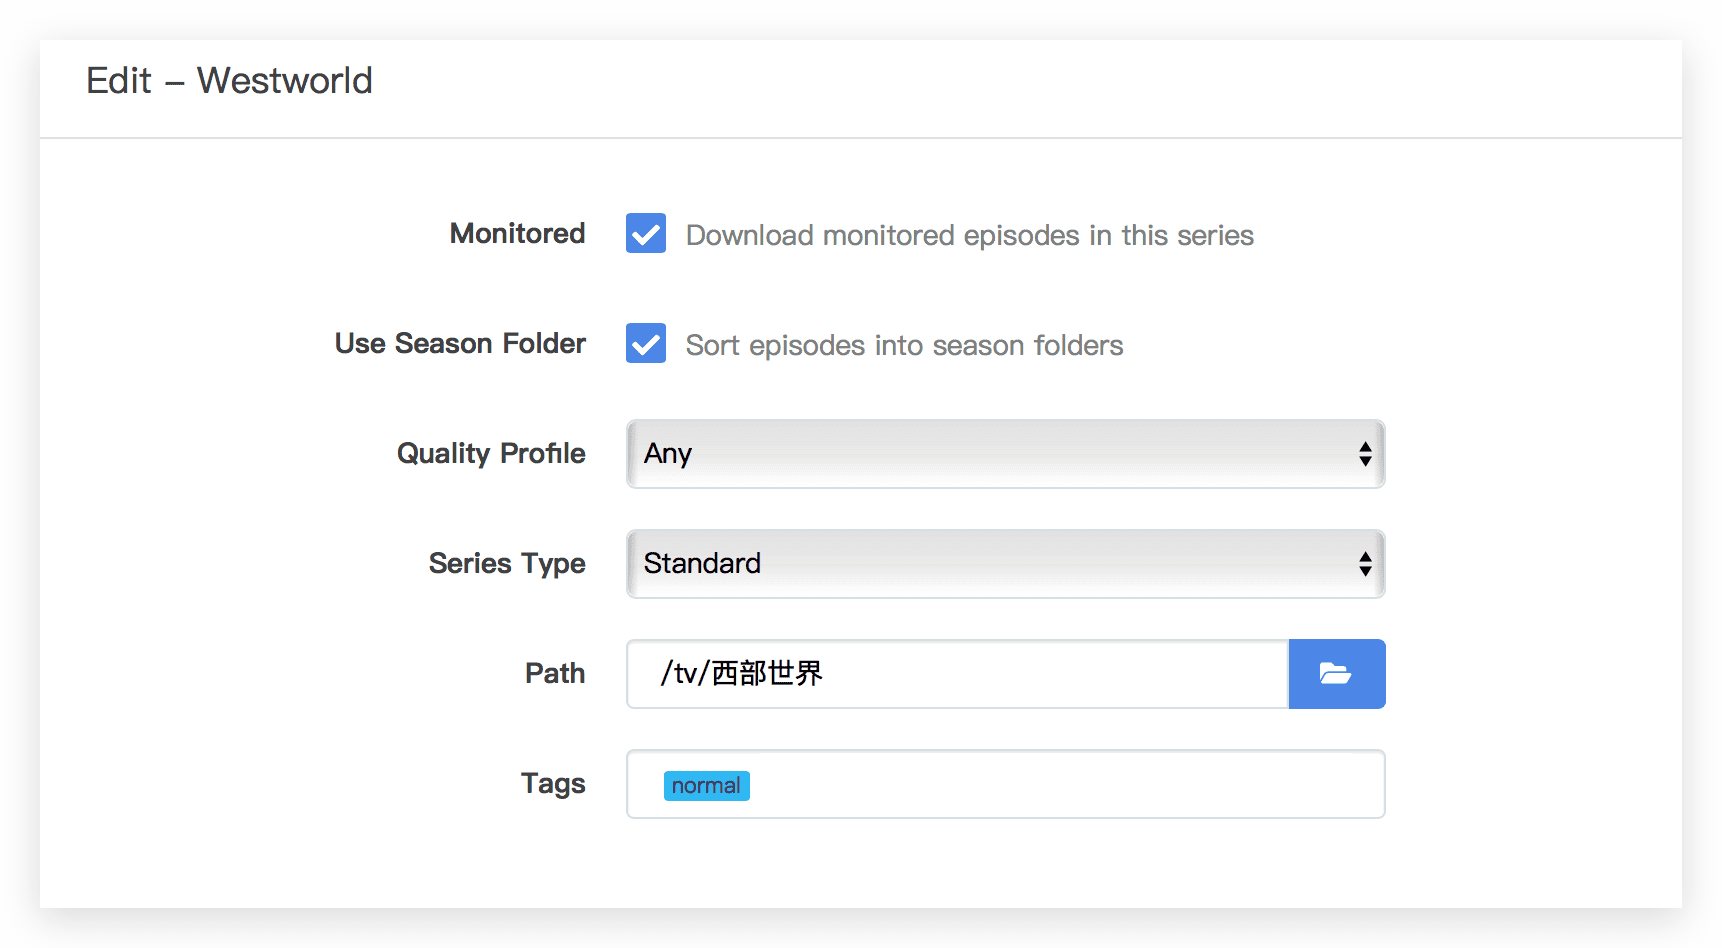 Edit – Westworld
Monitored Download monitored episodes in this series
Use Season Folder Sort episodes into season folders
Quality Profile Any
Series Type Standard
Path /tv/西部世界
Tags normal